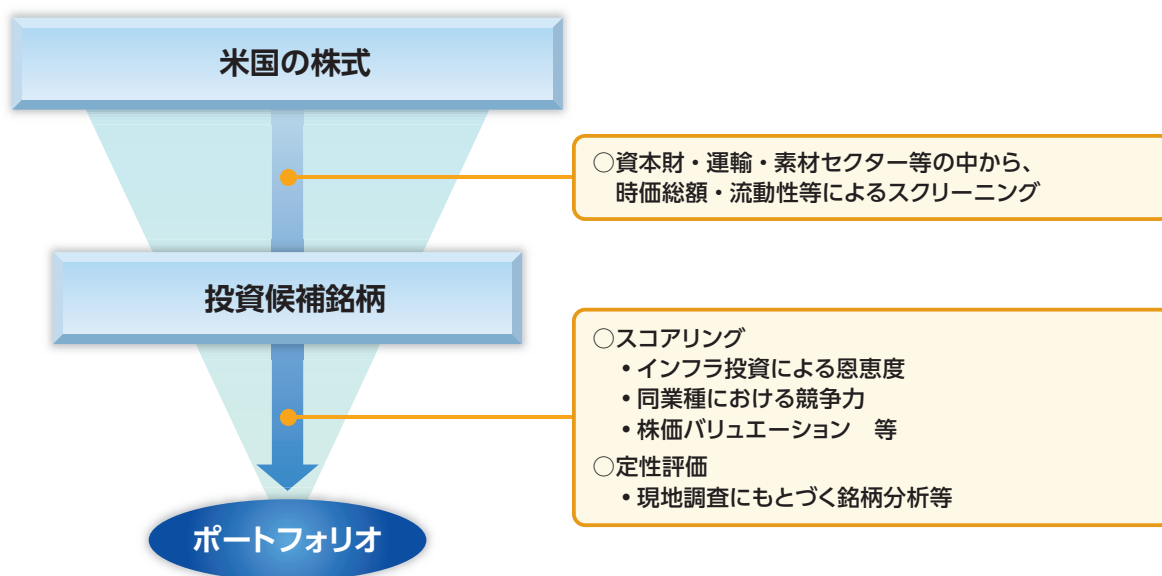 米国の株式
○資本財・運輸・素材セクター等の中から、
時価総額・流動性等によるスクリーニング
投資候補銘柄
○スコアリング
•インフラ投資による恩恵度
•同業種における競争力
•株価バリュエーション　等
○定性評価
•現地調査にもとづく銘柄分析等
ポートフォリオ